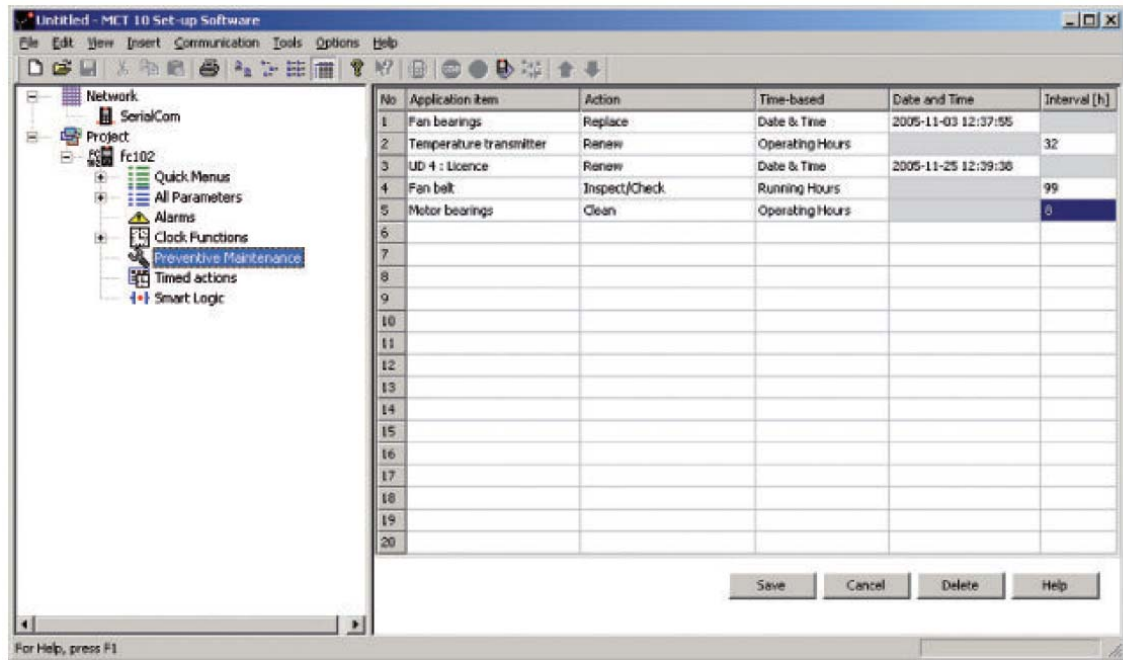 Untitled - MCT 10 Set-up Software
File Edit View Insert Communication Tools Options Help
Network
SerialCom
Project
fc102
Quick Menus
All Parameters
Alarms
Clock Functions
Preventive Maintenance
Timed actions
Smart Logic
No Application item Action Time-based Date and Time Interval [h]
1 Fan bearings Replace Date & Time 2005-11-03 12:37:55
2 Temperature transmitter Renew Operating Hours 32
3 UD 4 : Licence Renew Date & Time 2005-11-25 12:39:38
4 Fan belt Inspect/Check Running Hours 99
5 Motor bearings Clean Operating Hours 8
6
7
8
9
10
11
12
13
14
15
16
17
18
19
20
Save Cancel Delete Help
For Help, press F1